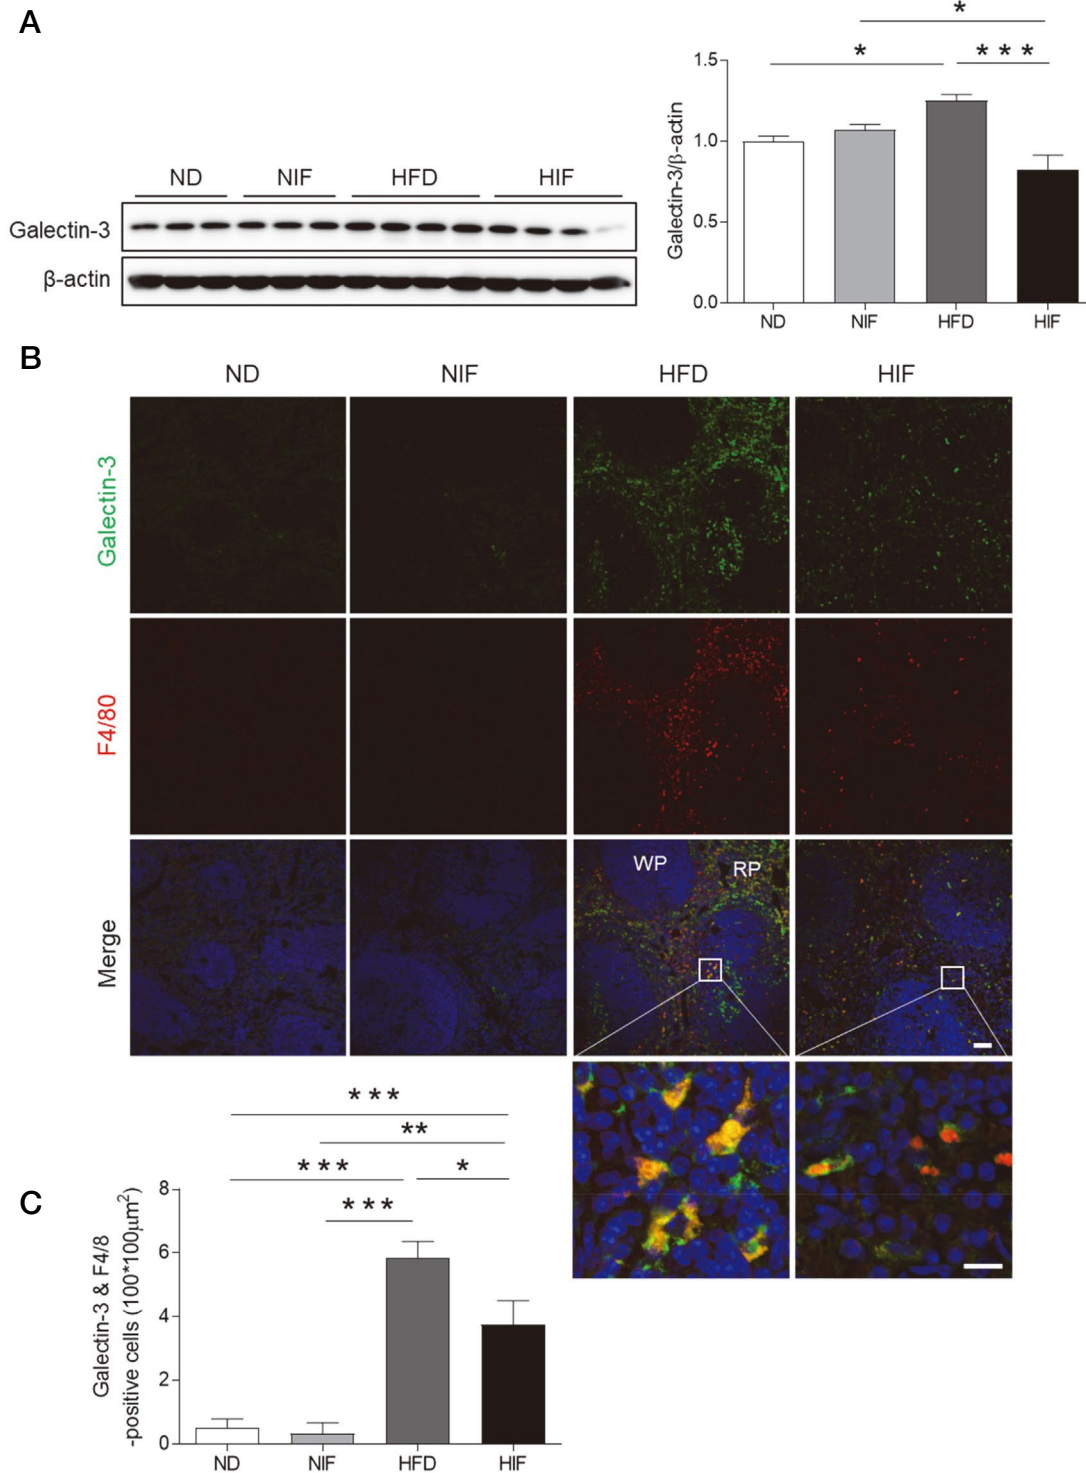 A
ND NIF HFD HIF
Galectin-3
β-actin
* 
* ***
1.5
1.0
0.5
0.0
Galectin-3/β-actin
ND NIF HFD HIF
B
ND NIF HFD HIF
Galectin-3
F4/80
Merge
WP RP
C
***
**
*** *
***
8
6
4
2
0
Galectin-3 & F4/8
-positive cells (100*100μm²)
ND NIF HFD HIF